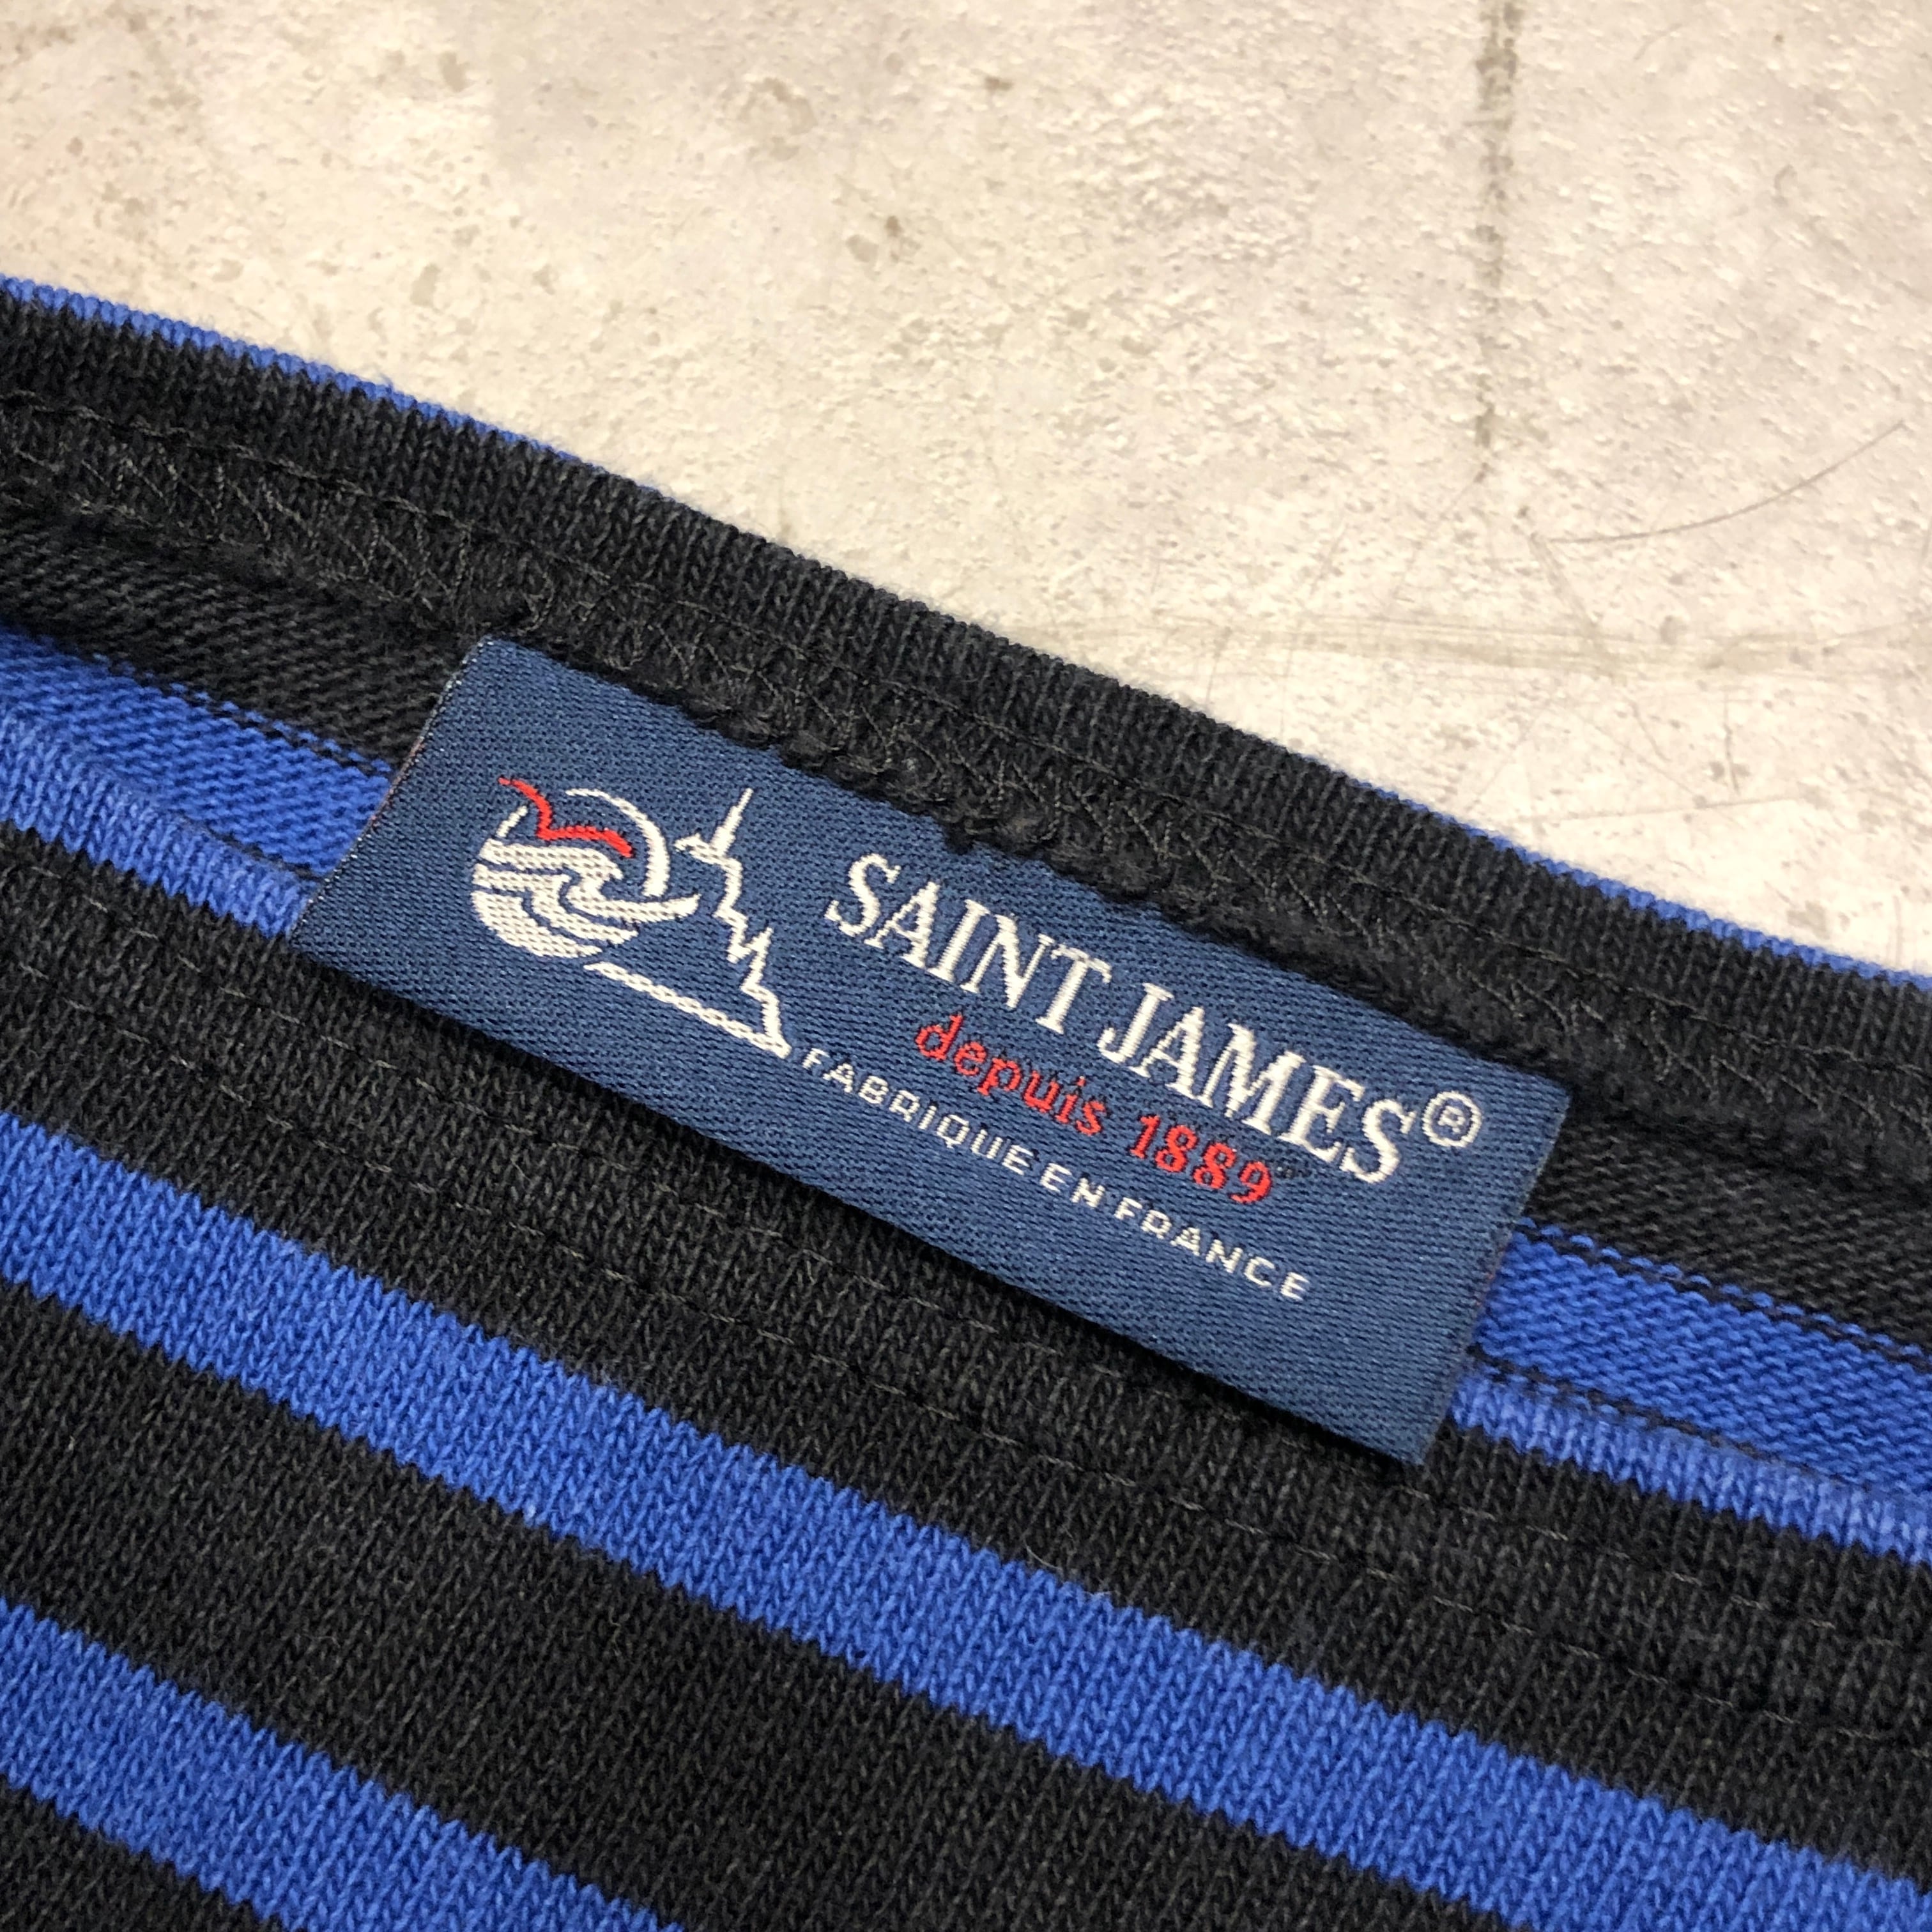 SAINT JAMES®
depuis 1889
FABRIQUE EN FRANCE